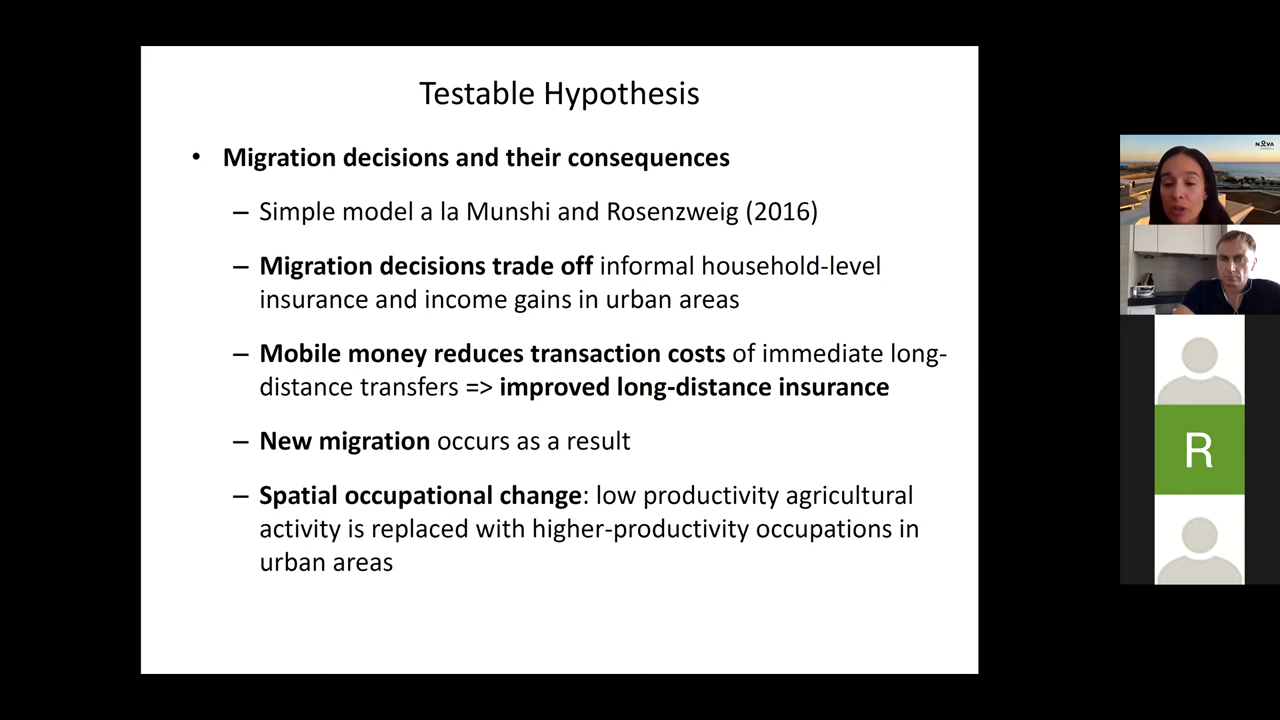 Testable Hypothesis
• Migration decisions and their consequences
– Simple model a la Munshi and Rosenzweig (2016)
– Migration decisions trade off informal household-level
insurance and income gains in urban areas
– Mobile money reduces transaction costs of immediate long-
distance transfers => improved long-distance insurance
– New migration occurs as a result
– Spatial occupational change: low productivity agricultural
activity is replaced with higher-productivity occupations in
urban areas
NOVA
R